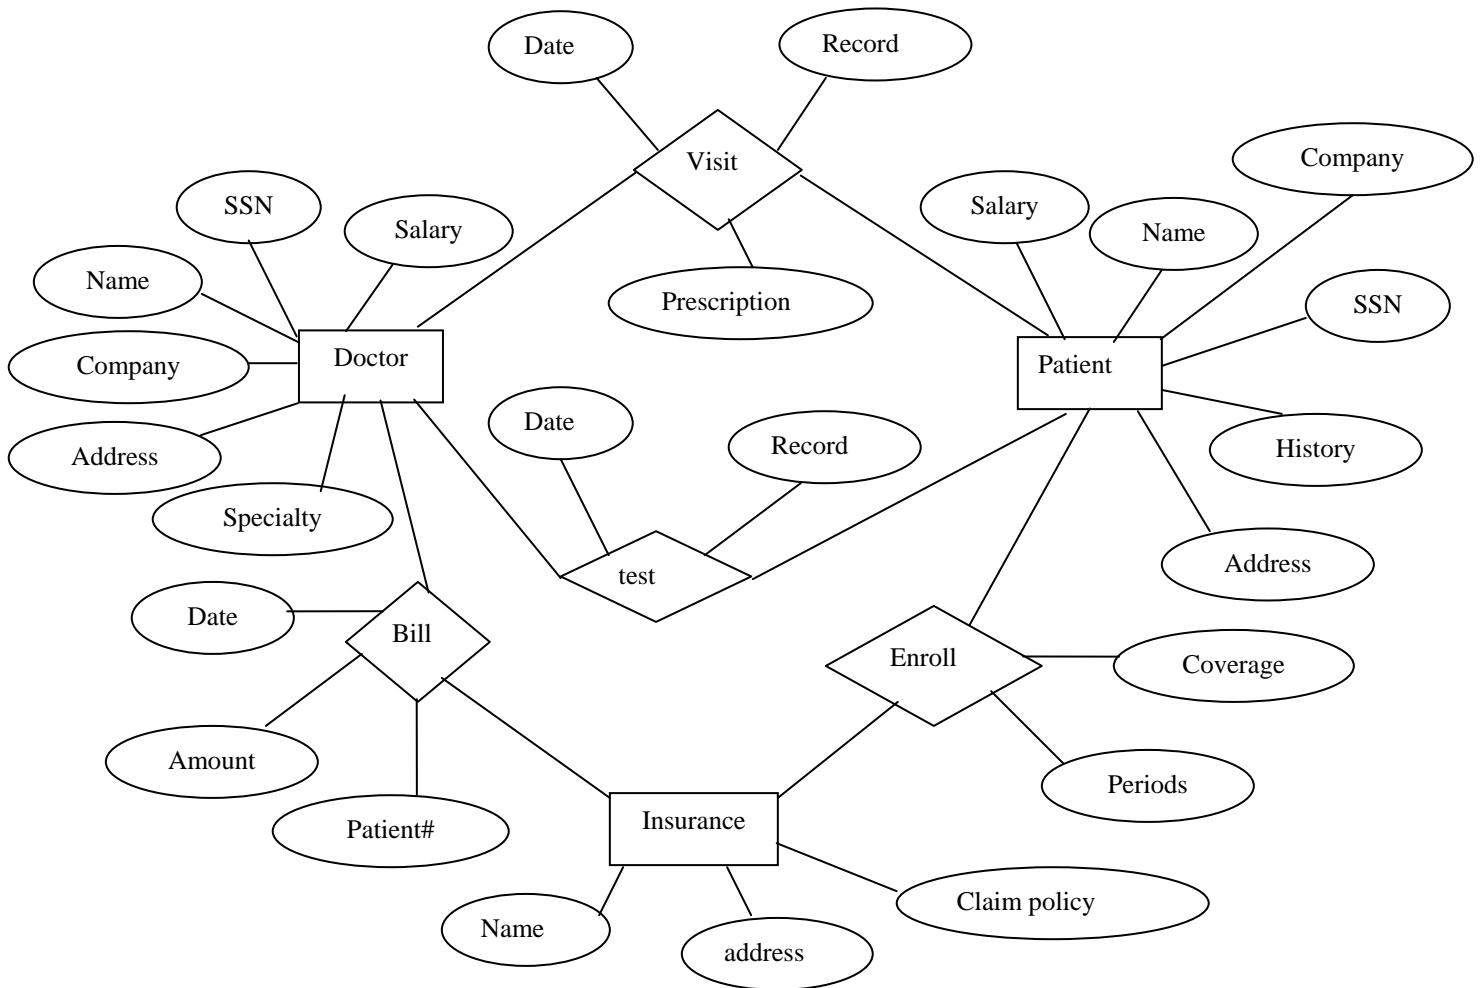 Date
Record
Company
Visit
SSN
Salary
Salary
Name
Name
Prescription
SSN
Doctor
Patient
Company
Date
Record
History
Address
Specialty
test
Address
Date
Bill
Enroll
Coverage
Amount
Periods
Patient#
Insurance
Claim policy
Name
address